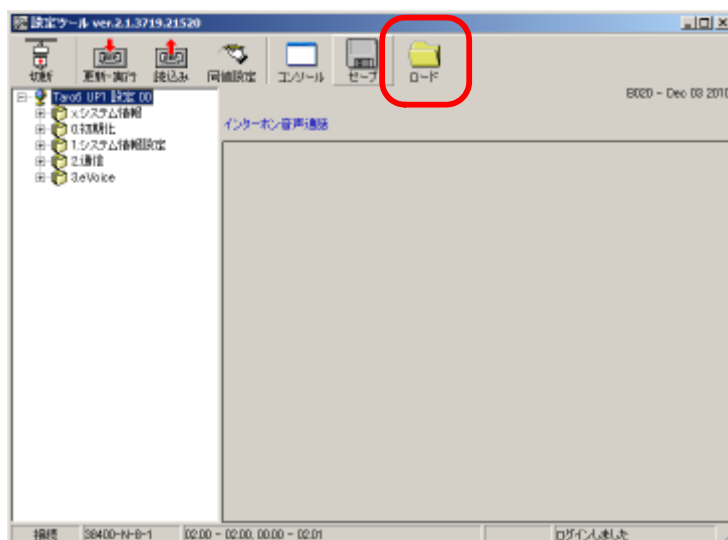 設定ツール ver.2.1.3719.21520
切断 更新・実行 読込み 同値設定 コンソール セーブ ロード
E020 - Dec 03 2010
Taro5 UP1 設定 00
x.システム情報
0.初期化
1.システム情報設定
2.通信
3.eVoice
インターホン音声通話
接続 38400-N-8-1 02.00 - 02.00, 00.00 - 02.01 ログインしました